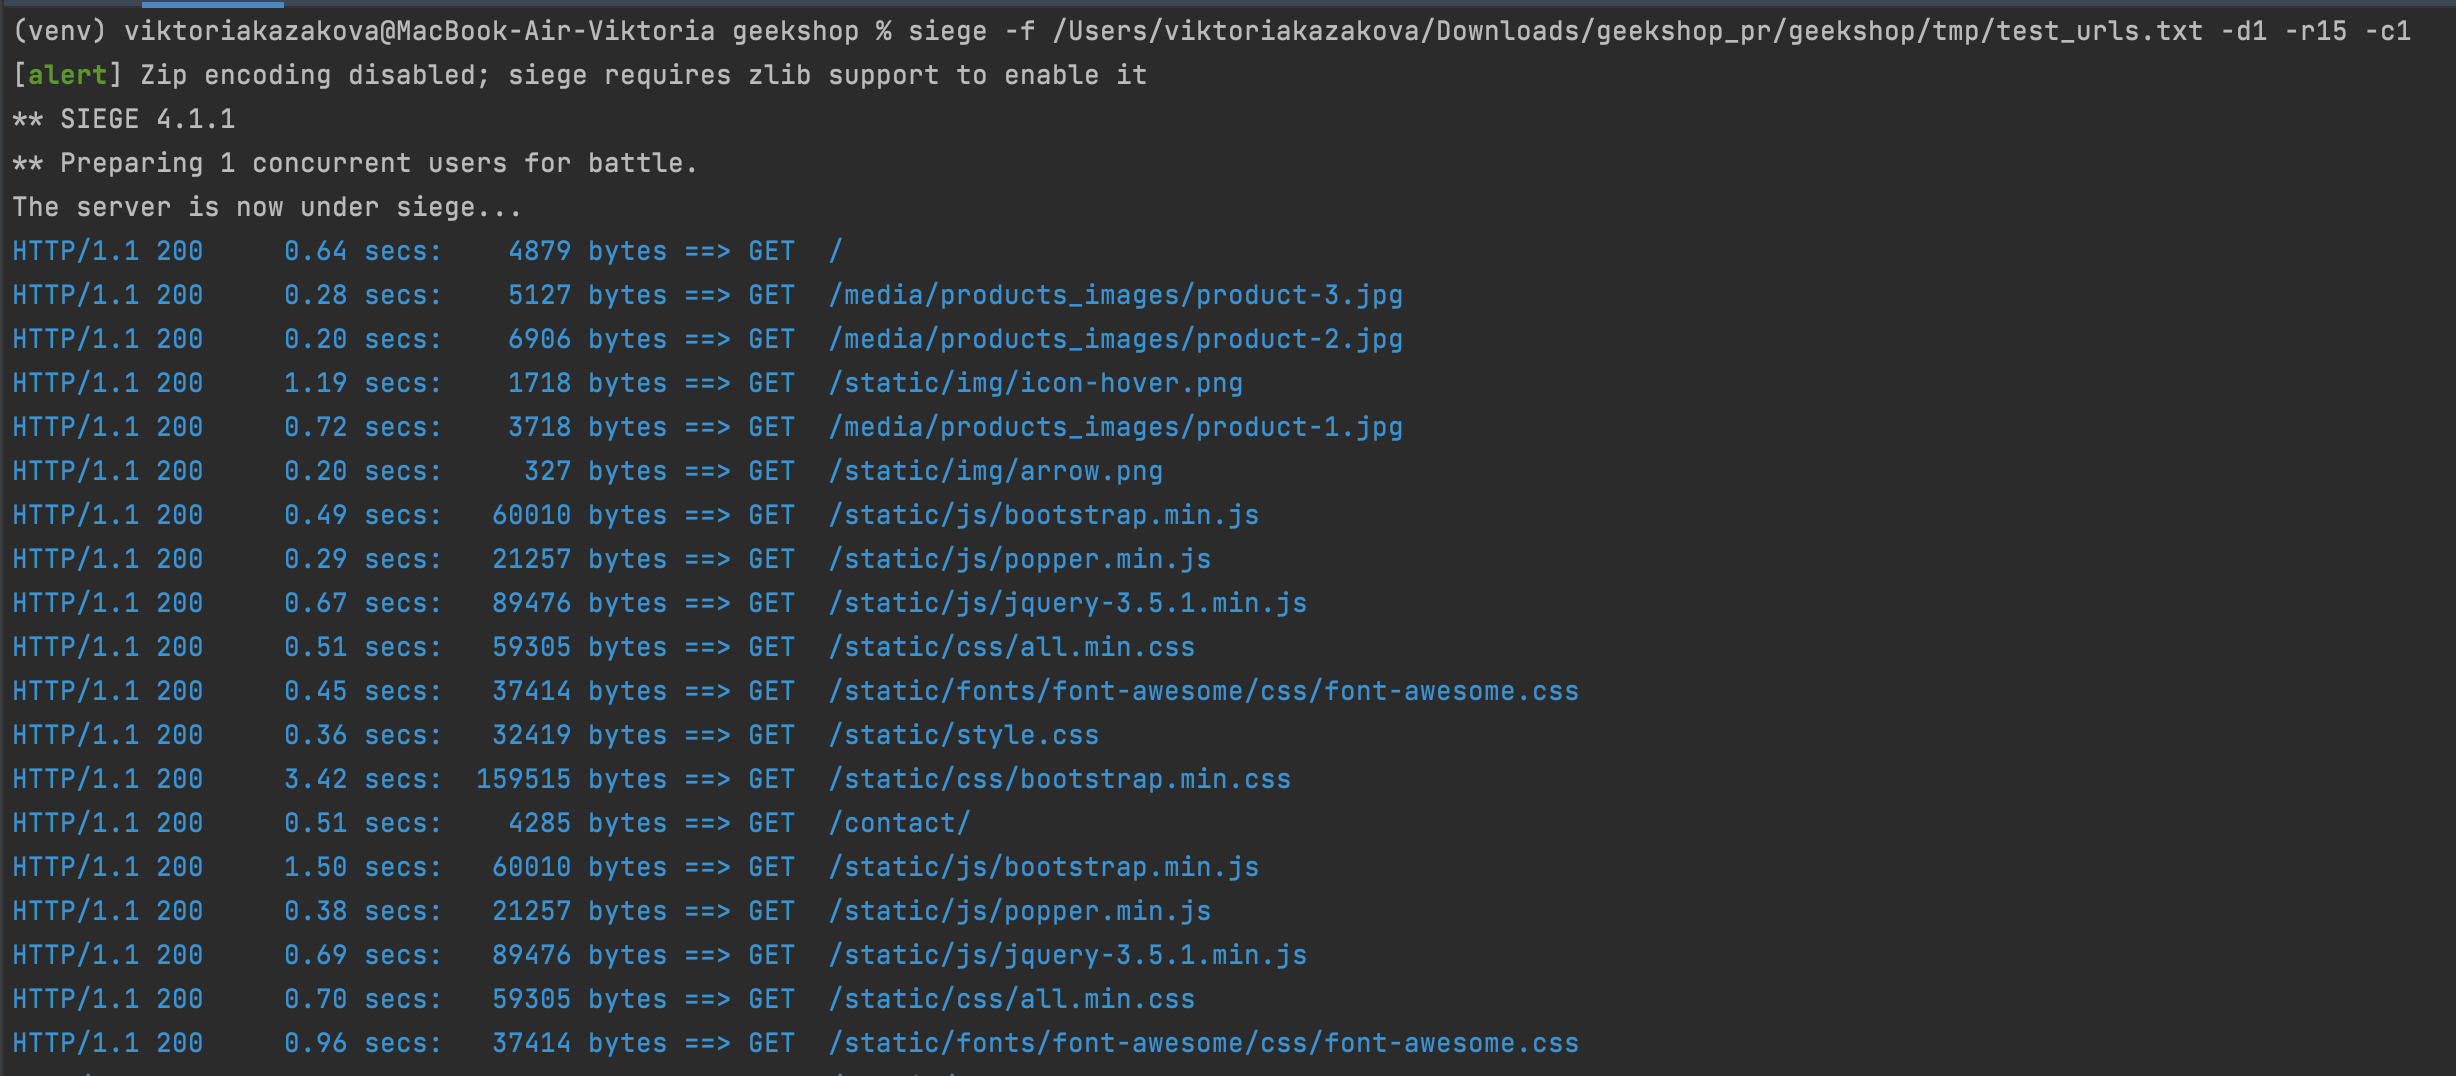 (venv) viktoriakazakova@MacBook-Air-Viktoria geekshop % siege -f /Users/viktoriakazakova/Downloads/geekshop_pr/geekshop/tmp/test_urls.txt -d1 -r15 -c1
[alert] Zip encoding disabled; siege requires zlib support to enable it
** SIEGE 4.1.1
** Preparing 1 concurrent users for battle.
The server is now under siege...
HTTP/1.1 200     0.64 secs:    4879 bytes ==> GET  /
HTTP/1.1 200     0.28 secs:    5127 bytes ==> GET  /media/products_images/product-3.jpg
HTTP/1.1 200     0.20 secs:    6906 bytes ==> GET  /media/products_images/product-2.jpg
HTTP/1.1 200     1.19 secs:    1718 bytes ==> GET  /static/img/icon-hover.png
HTTP/1.1 200     0.72 secs:    3718 bytes ==> GET  /media/products_images/product-1.jpg
HTTP/1.1 200     0.20 secs:     327 bytes ==> GET  /static/img/arrow.png
HTTP/1.1 200     0.49 secs:   60010 bytes ==> GET  /static/js/bootstrap.min.js
HTTP/1.1 200     0.29 secs:   21257 bytes ==> GET  /static/js/popper.min.js
HTTP/1.1 200     0.67 secs:   89476 bytes ==> GET  /static/js/jquery-3.5.1.min.js
HTTP/1.1 200     0.51 secs:   59305 bytes ==> GET  /static/css/all.min.css
HTTP/1.1 200     0.45 secs:   37414 bytes ==> GET  /static/fonts/font-awesome/css/font-awesome.css
HTTP/1.1 200     0.36 secs:   32419 bytes ==> GET  /static/style.css
HTTP/1.1 200     3.42 secs:  159515 bytes ==> GET  /static/css/bootstrap.min.css
HTTP/1.1 200     0.51 secs:    4285 bytes ==> GET  /contact/
HTTP/1.1 200     1.50 secs:   60010 bytes ==> GET  /static/js/bootstrap.min.js
HTTP/1.1 200     0.38 secs:   21257 bytes ==> GET  /static/js/popper.min.js
HTTP/1.1 200     0.69 secs:   89476 bytes ==> GET  /static/js/jquery-3.5.1.min.js
HTTP/1.1 200     0.70 secs:   59305 bytes ==> GET  /static/css/all.min.css
HTTP/1.1 200     0.96 secs:   37414 bytes ==> GET  /static/fonts/font-awesome/css/font-awesome.css